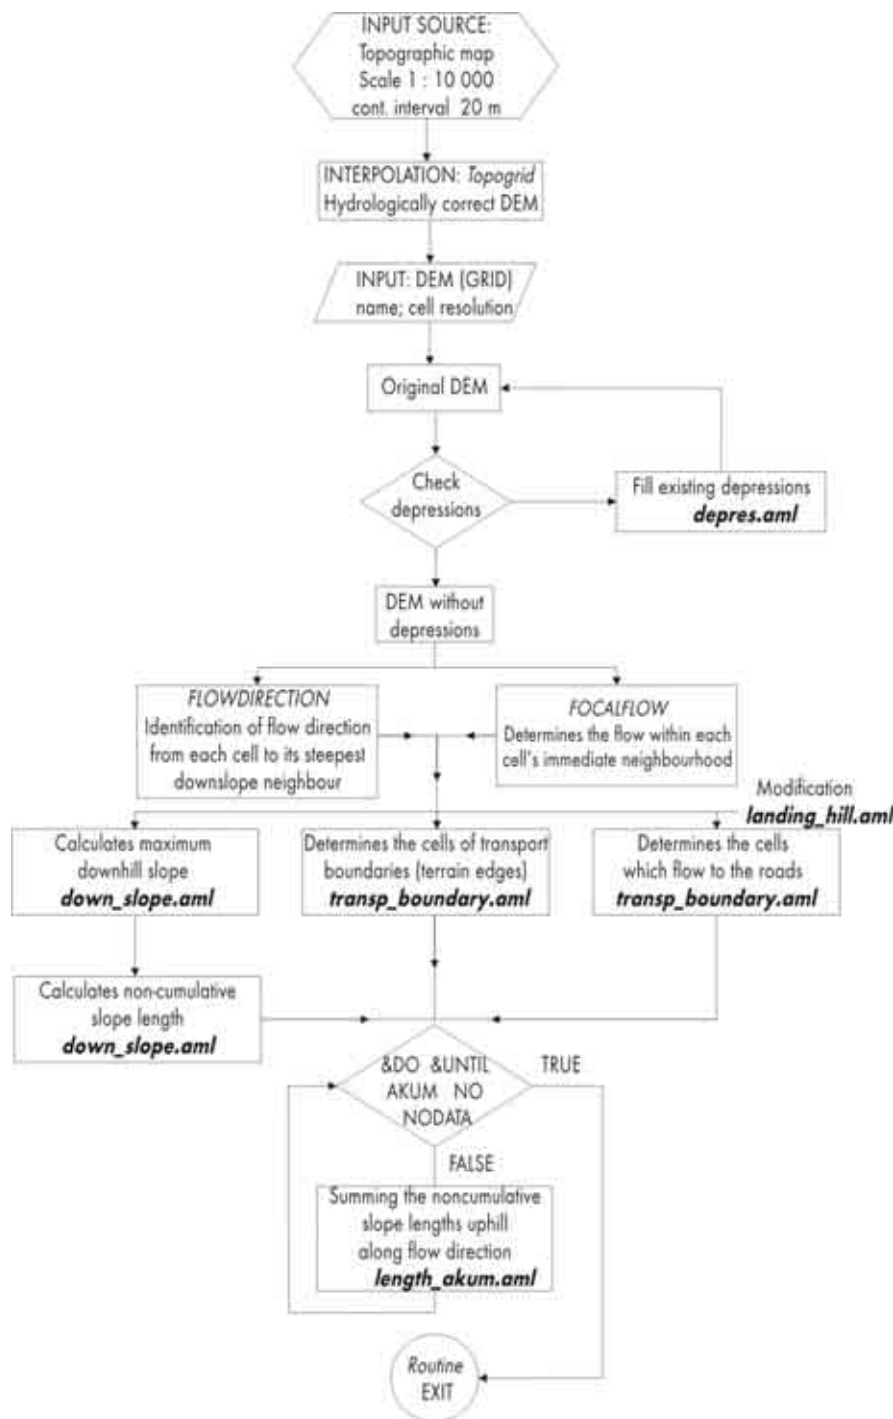 INPUT SOURCE:
Topographic map
Scale 1 : 10 000
cont. interval 20 m
INTERPOLATION: Topogrid
Hydrologically correct DEM
INPUT: DEM (GRID)
name; cell resolution
Original DEM
Check
depressions
Fill existing depressions
depres.aml
DEM without
depressions
FLOWDIRECTION
Identification of flow direction
from each cell to its steepest
downslope neighbour
FOCALFLOW
Determines the flow within each
cell's immediate neighbourhood
Modification
landing_hill.aml
Calculates maximum
downhill slope
down_slope.aml
Determines the cells of transport
boundaries (terrain edges)
transp_boundary.aml
Determines the cells
which flow to the roads
transp_boundary.aml
Calculates non-cumulative
slope length
down_slope.aml
&DO &UNTIL
AKUM NO
NODATA
TRUE
FALSE
Summing the noncumulative
slope lengths uphill
along flow direction
length_akum.aml
Routine
EXIT